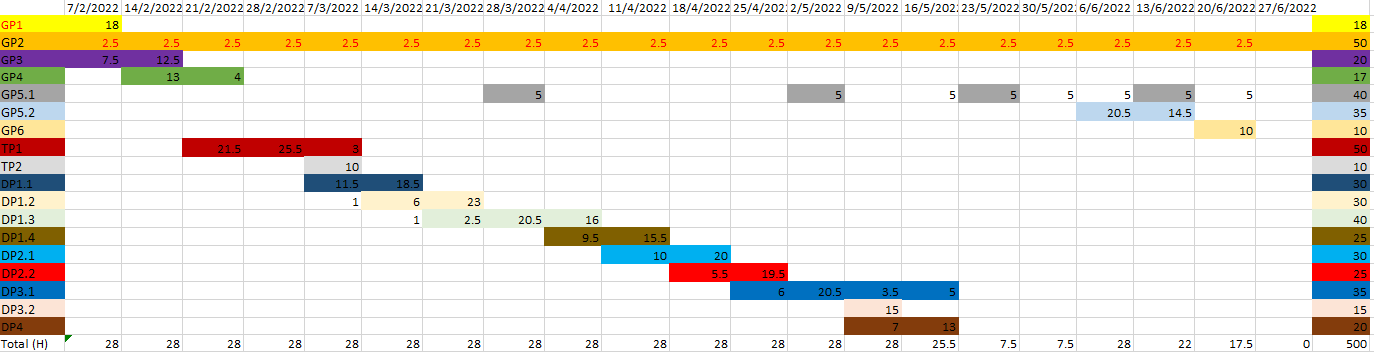 7/2/2022 14/2/2022 21/2/2022 28/2/2022 7/3/2022 14/3/2022 21/3/2022 28/3/2022 4/4/2022 11/4/2022 18/4/2022 25/4/2022 2/5/2022 9/5/2022 16/5/2022 23/5/2022 30/5/2022 6/6/2022 13/6/2022 20/6/2022 27/6/2022
GP1 18 18
GP2 2.5 2.5 2.5 2.5 2.5 2.5 2.5 2.5 2.5 2.5 2.5 2.5 2.5 2.5 2.5 2.5 2.5 2.5 2.5 2.5 50
GP3 7.5 12.5 20
GP4 13 4 17
GP5.1 5 5 5 5 5 5 5 40
GP5.2 20.5 14.5 35
GP6 10 10
TP1 21.5 25.5 3 50
TP2 10 10
DP1.1 11.5 18.5 30
DP1.2 1 6 23 30
DP1.3 1 2.5 20.5 16 40
DP1.4 9.5 15.5 25
DP2.1 10 20 30
DP2.2 5.5 19.5 25
DP3.1 6 20.5 3.5 5 35
DP3.2 15 15
DP4 7 13 20
Total (H) 28 28 28 28 28 28 28 28 28 28 28 28 28 28 25.5 7.5 7.5 28 22 17.5 0 500